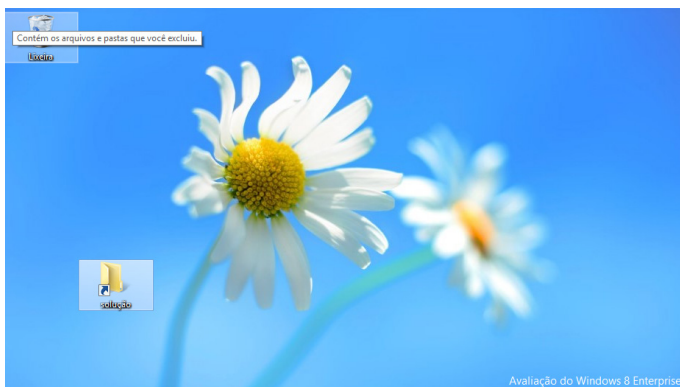 Contém os arquivos e pastas que você excluiu.
Lixeira
solução
Avaliação do Windows 8 Enterprise